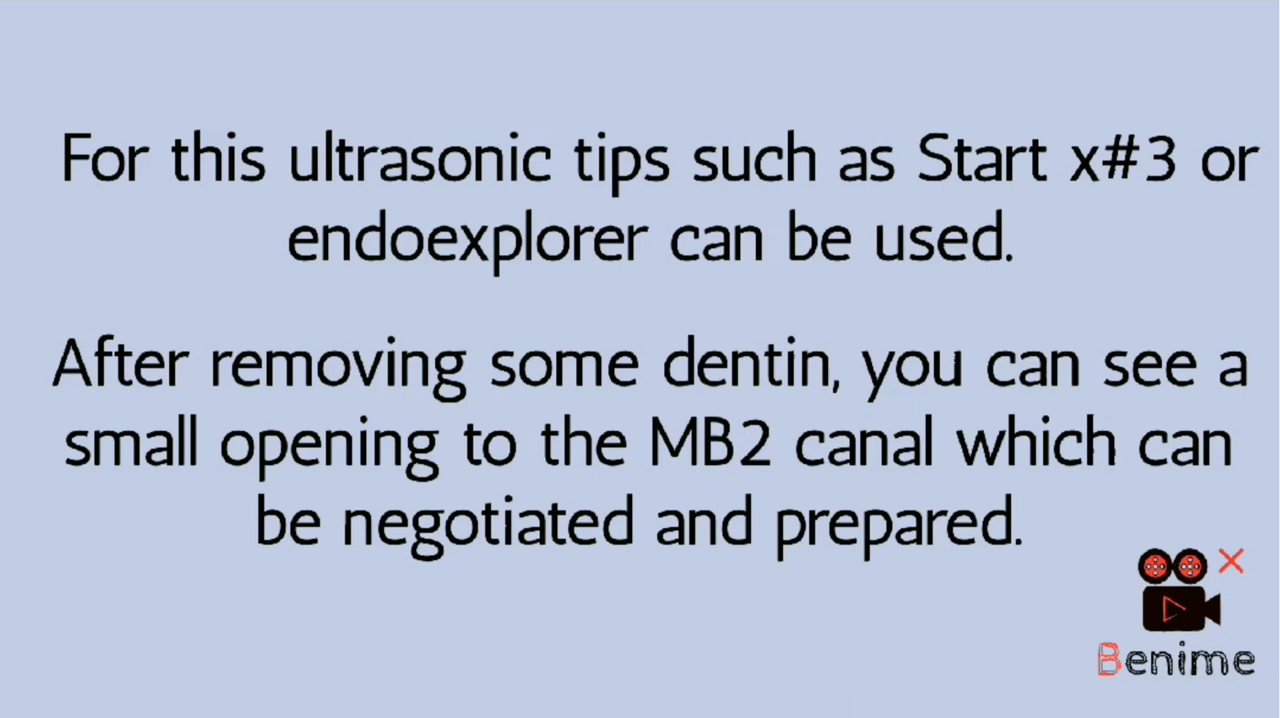 For this ultrasonic tips such as Start x#3 or
endoexplorer can be used.
After removing some dentin, you can see a
small opening to the MB2 canal which can
be negotiated and prepared.
Benime